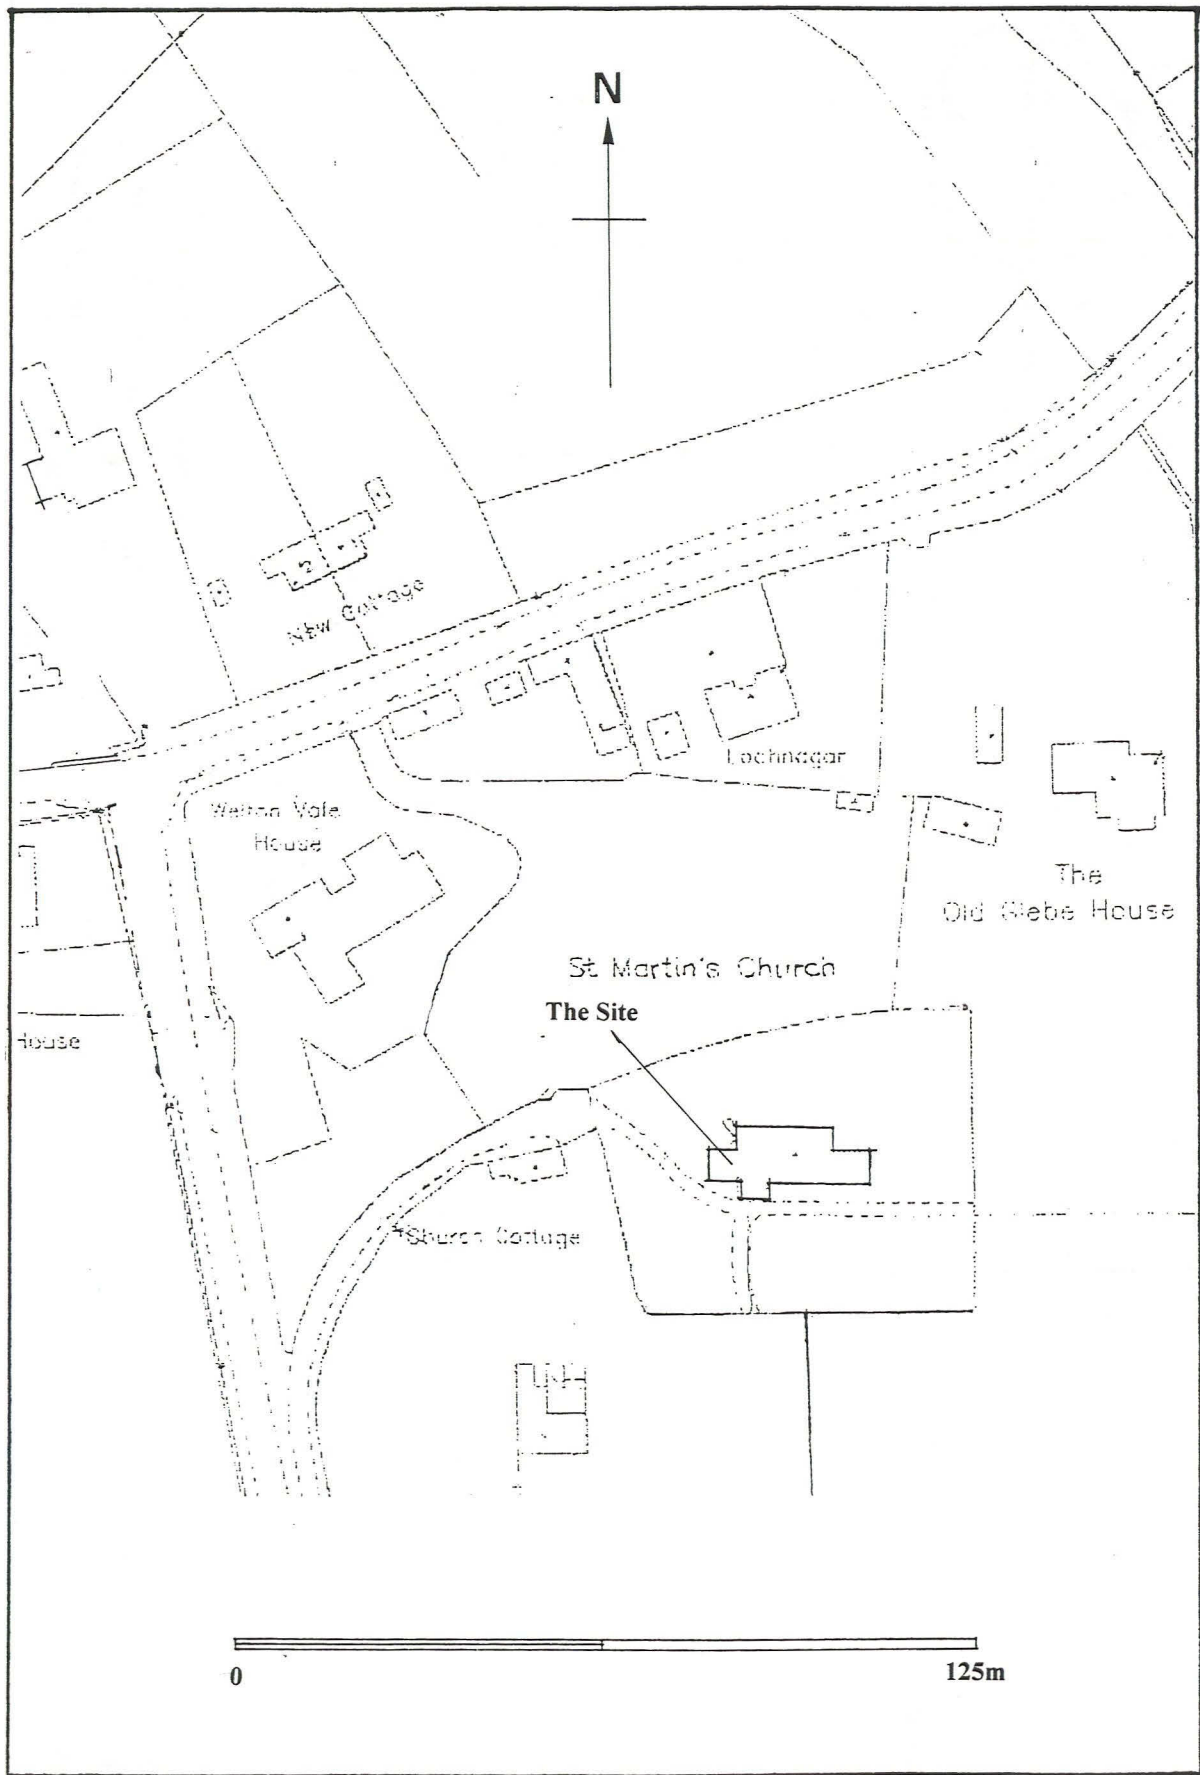 N
New Cottage
Lochnagar
Welton Vale
House
The
Old Glebe House
St Martin's Church
The Site
House
Church Cottage
0
125m